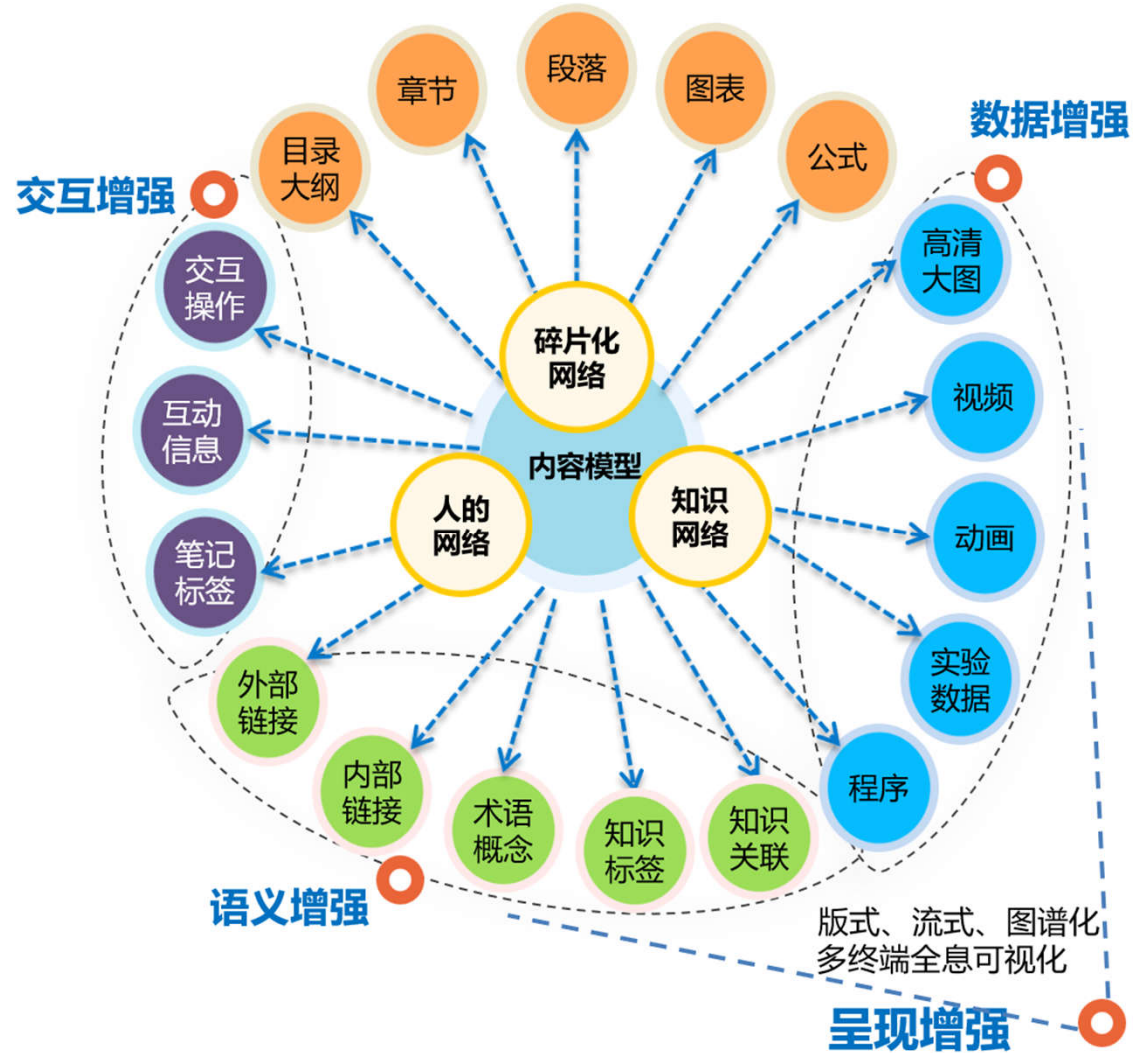 段落
章节
图表
数据增强
公式
目录
大纲
交互增强
高清
大图
交互
操作
碎片化
网络
视频
互动
信息
内容模型
人的
网络
知识
网络
动画
笔记
标签
外部
链接
实验
数据
内部
链接
术语
概念
知识
标签
知识
关联
程序
语义增强
版式、流式、图谱化
多终端全息可视化
呈现增强